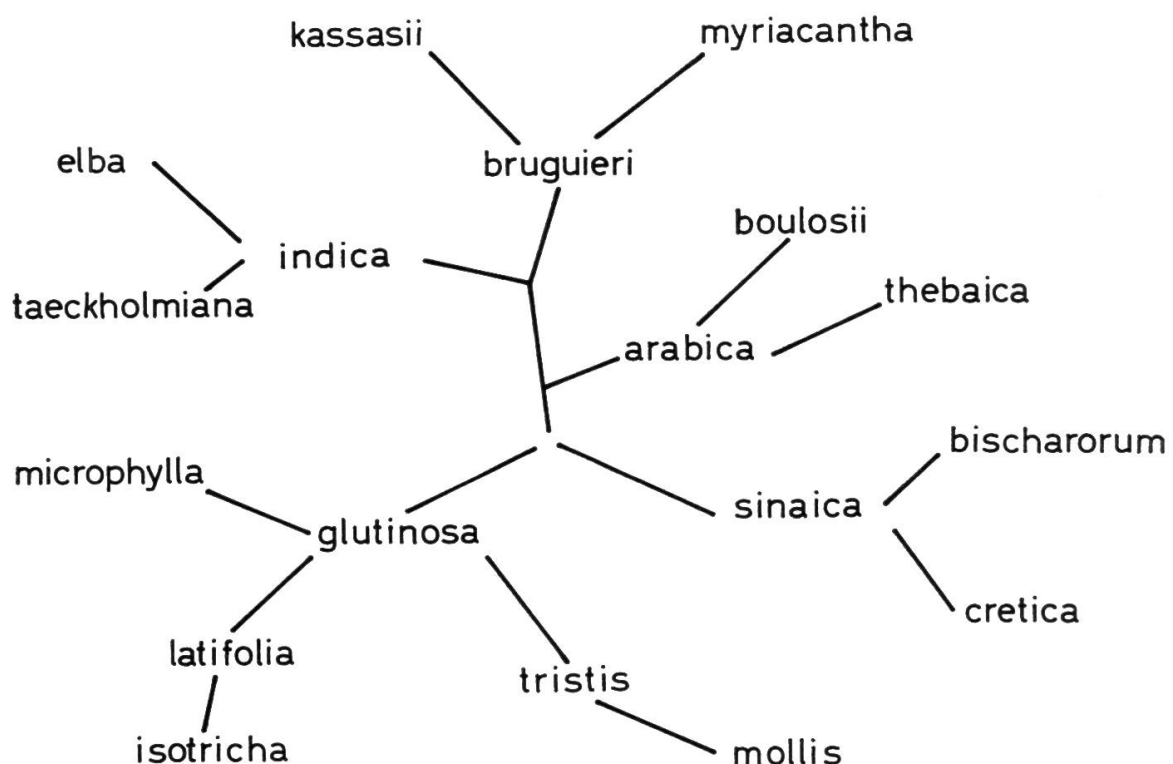 kassasii
myriacantha
elba
bruguieri
boulosii
indica
taeckholmiana
thebaica
arabica
microphylla
bischarorum
sinaica
glutinosa
cretica
latifolia
tristis
isotricha
mollis